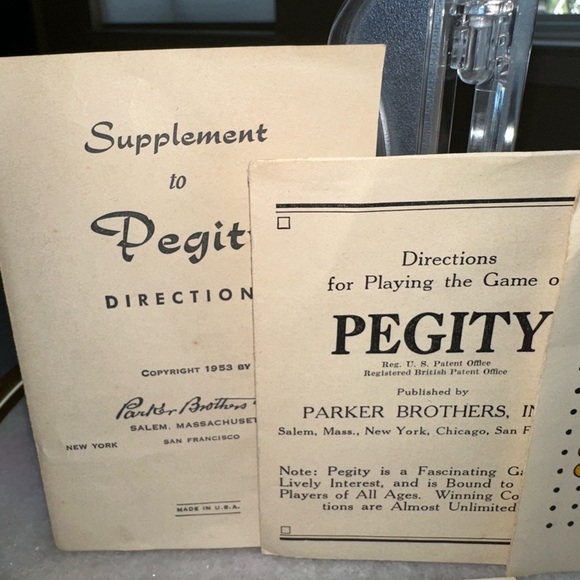 Supplement
to
Pegit
DIRECTION
COPYRIGHT 1953 BY
Parker Brothers
SALEM, MASSACHUSET
NEW YORK SAN FRANCISCO
MADE IN U.S.A.
Directions
for Playing the Game o
PEGITY
Reg. U. S. Patent Office
Registered British Patent Office
Published by
PARKER BROTHERS, IN
Salem, Mass., New York, Chicago, San F
Note: Pegity is a Fascinating Ga
Lively Interest, and is Bound to
Players of All Ages. Winning Co
tions are Almost Unlimited